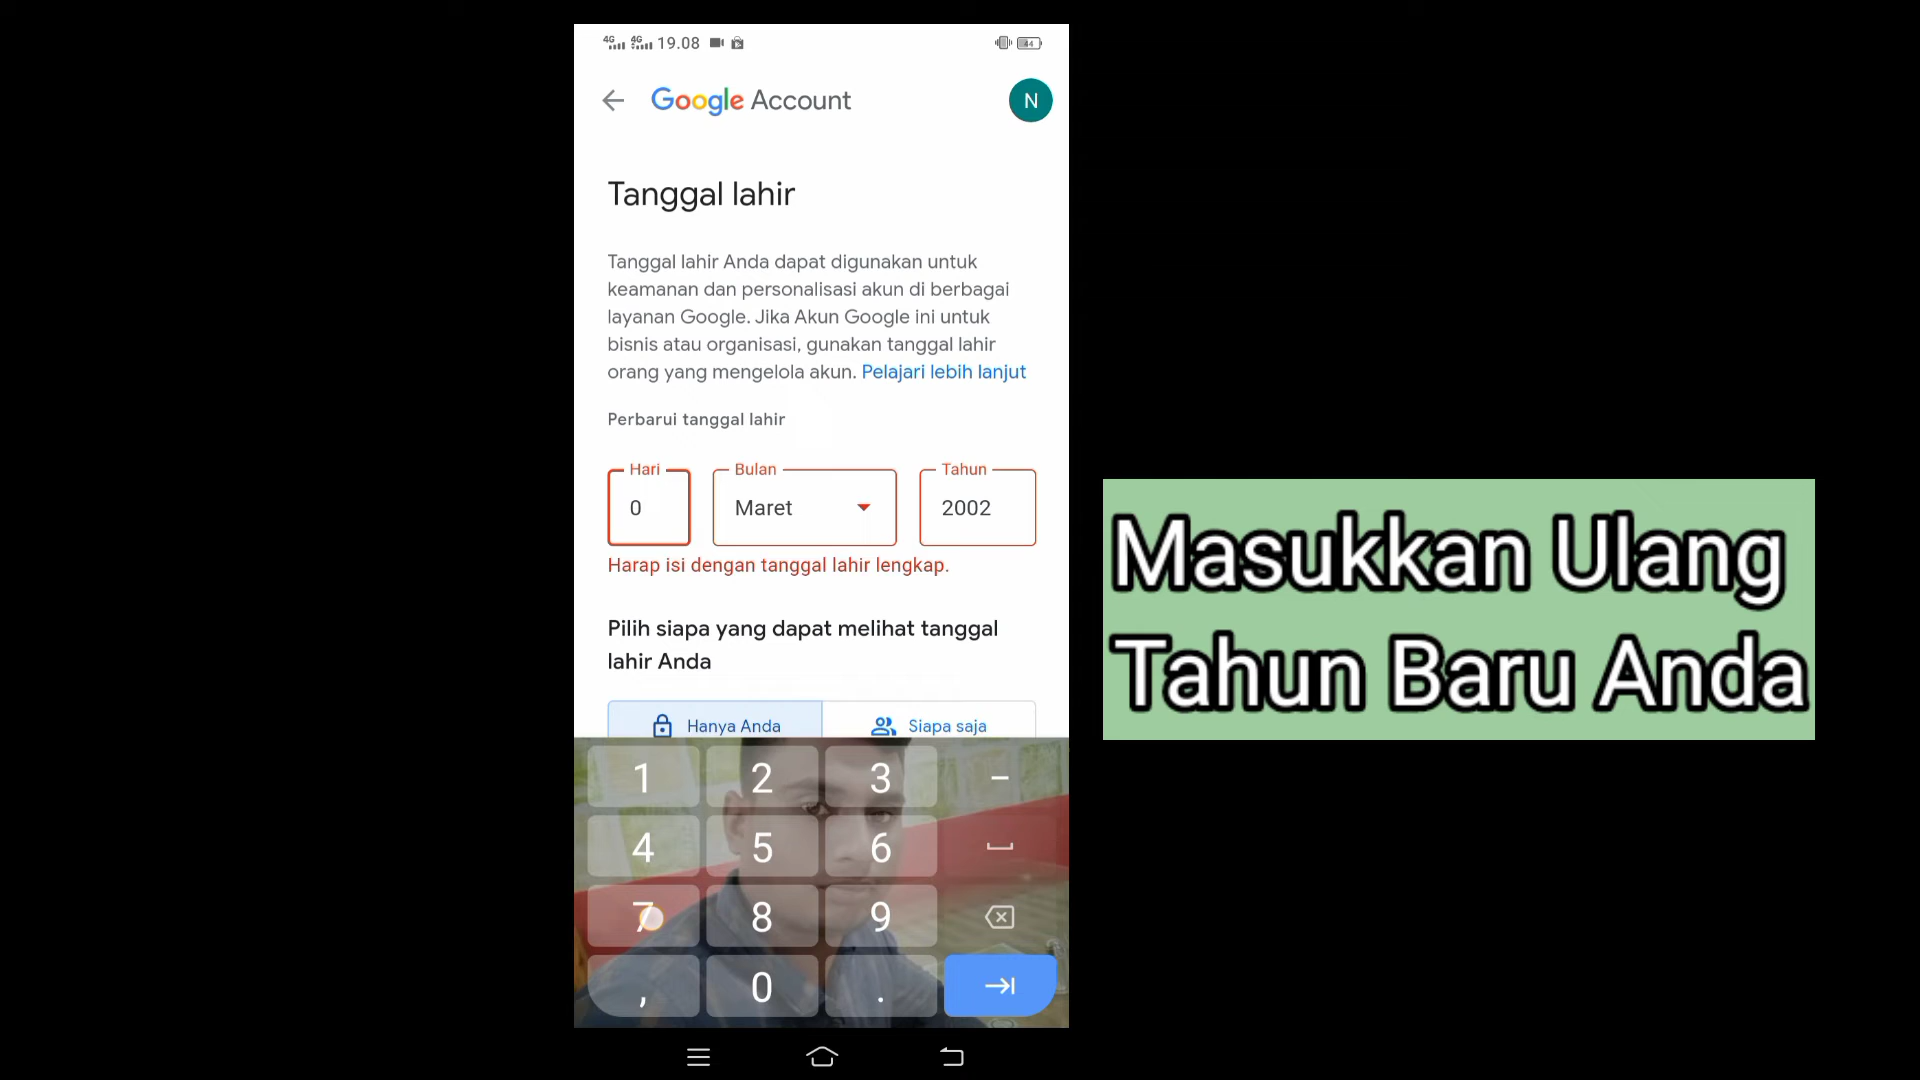 4G 4G 19.08 44
Google Account N
Tanggal lahir
Tanggal lahir Anda dapat digunakan untuk
keamanan dan personalisasi akun di berbagai
layanan Google. Jika Akun Google ini untuk
bisnis atau organisasi, gunakan tanggal lahir
orang yang mengelola akun. Pelajari lebih lanjut
Perbarui tanggal lahir
Hari Bulan Tahun
0 Maret 2002
Harap isi dengan tanggal lahir lengkap.
Pilih siapa yang dapat melihat tanggal
lahir Anda
Hanya Anda Siapa saja
1 2 3 –
4 5 6
7 8 9
, 0 .
Masukkan Ulang
Tahun Baru Anda